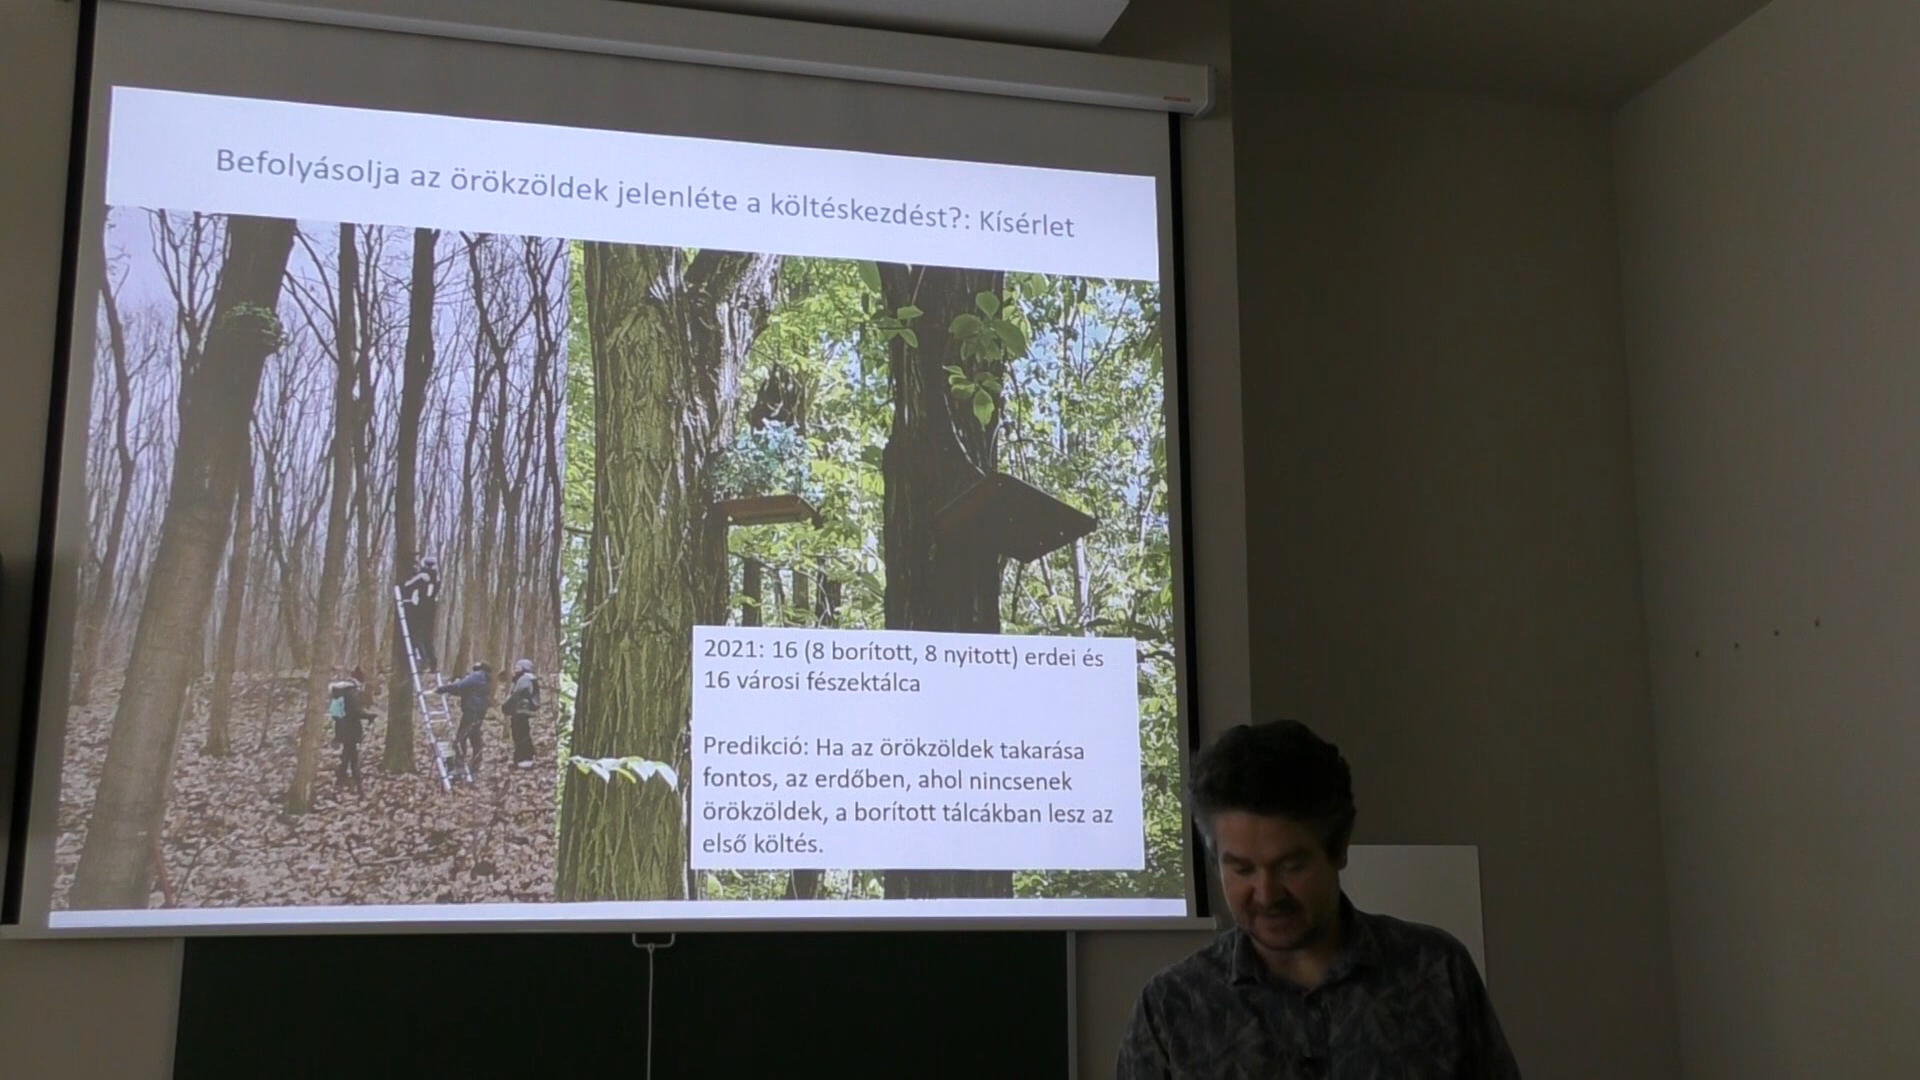 Befolyásolja az örökzöldek jelenléte a költéskezdést?: Kísérlet
2021: 16 (8 borított, 8 nyitott) erdei és
16 városi fészektálca
Predikció: Ha az örökzöldek takarása
fontos, az erdőben, ahol nincsenek
örökzöldek, a borított tálcákban lesz az
első költés.